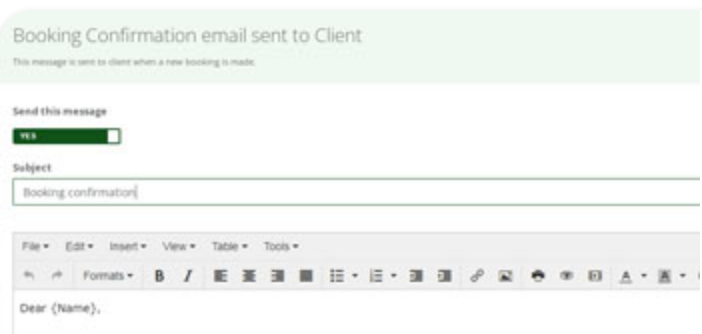 Booking Confirmation email sent to Client
This message is sent to client when a new booking is made.
Send this message
YES
Subject
Booking confirmation
File Edit Insert View Table Tools
Formats B I A A
Dear {Name},